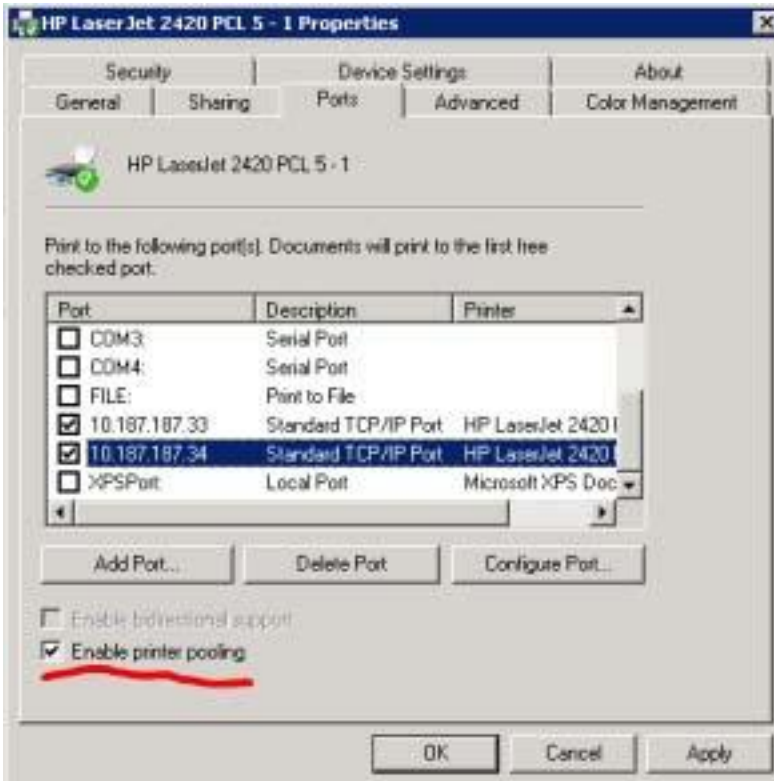 HP LaserJet 2420 PCL 5 - 1 Properties
Security Device Settings About
General Sharing Ports Advanced Color Management
HP LaserJet 2420 PCL 5 - 1
Print to the following port(s). Documents will print to the first free
checked port.
Port Description Printer
COM3: Serial Port
COM4: Serial Port
FILE: Print to File
10.187.187.33 Standard TCP/IP Port HP LaserJet 2420
10.187.187.34 Standard TCP/IP Port HP LaserJet 2420
XPSPort: Local Port Microsoft XPS Doc
Add Port... Delete Port Configure Port...
Enable bidirectional support
Enable printer pooling
OK Cancel Apply